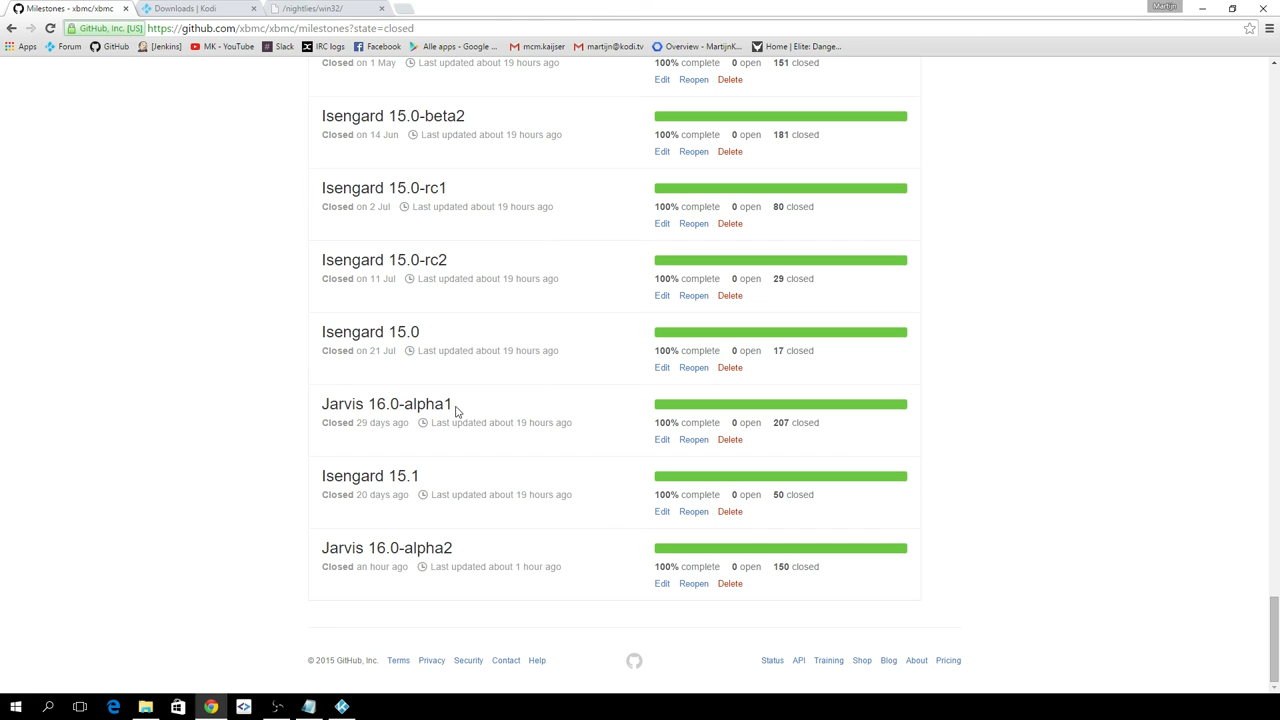 Milestones - xbmc/xbmc
Downloads | Kodi
/nightlies/win32/
Martijn
GitHub, Inc. [US]
https://github.com/xbmc/xbmc/milestones?state=closed
Apps
Forum
GitHub
[Jenkins]
MK - YouTube
Slack
IRC logs
Facebook
Alle apps - Google ...
mcm.kaijser
martijn@kodi.tv
Overview - MartijnK...
Home | Elite: Dange...
Closed on 1 May Last updated about 19 hours ago
100% complete 0 open 151 closed
Edit Reopen Delete
Isengard 15.0-beta2
Closed on 14 Jun Last updated about 19 hours ago
100% complete 0 open 181 closed
Edit Reopen Delete
Isengard 15.0-rc1
Closed on 2 Jul Last updated about 19 hours ago
100% complete 0 open 80 closed
Edit Reopen Delete
Isengard 15.0-rc2
Closed on 11 Jul Last updated about 19 hours ago
100% complete 0 open 29 closed
Edit Reopen Delete
Isengard 15.0
Closed on 21 Jul Last updated about 19 hours ago
100% complete 0 open 17 closed
Edit Reopen Delete
Jarvis 16.0-alpha1
Closed 29 days ago Last updated about 19 hours ago
100% complete 0 open 207 closed
Edit Reopen Delete
Isengard 15.1
Closed 20 days ago Last updated about 19 hours ago
100% complete 0 open 50 closed
Edit Reopen Delete
Jarvis 16.0-alpha2
Closed an hour ago Last updated about 1 hour ago
100% complete 0 open 150 closed
Edit Reopen Delete
© 2015 GitHub, Inc. Terms Privacy Security Contact Help
Status API Training Shop Blog About Pricing